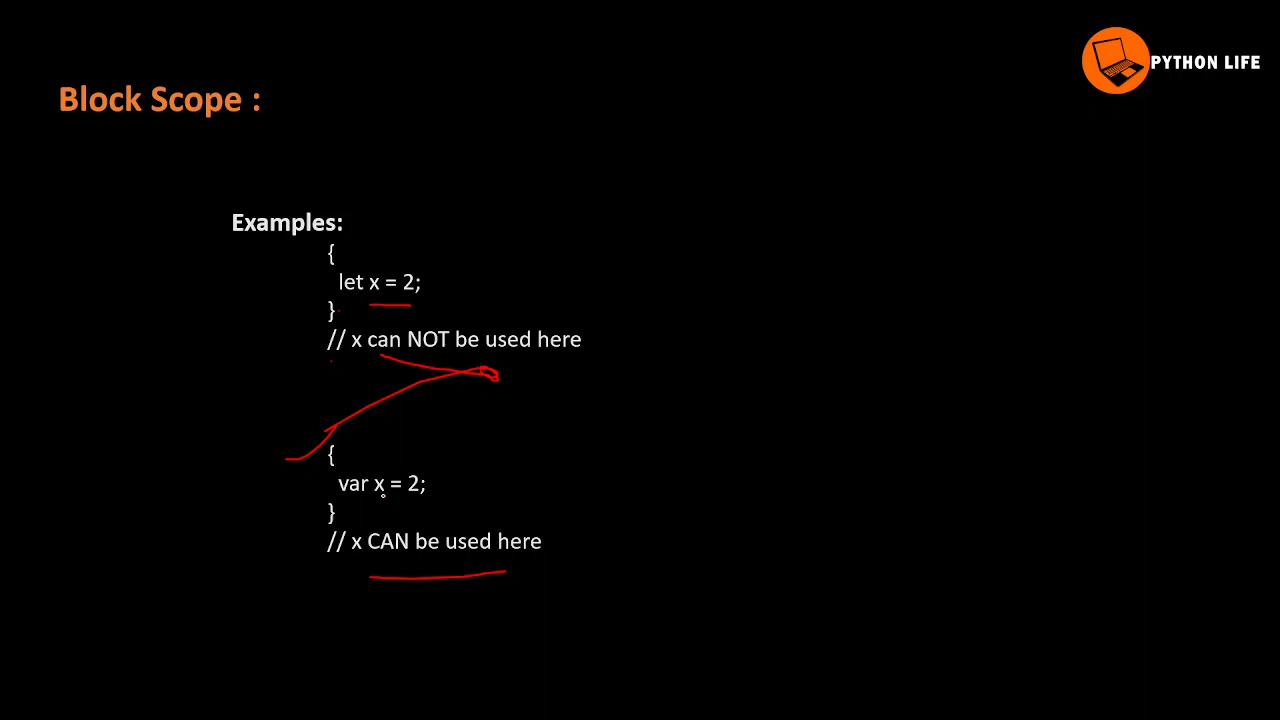 PYTHON LIFE
Block Scope :
Examples:
{
let x = 2;
}
// x can NOT be used here
{
var x = 2;
}
// x CAN be used here